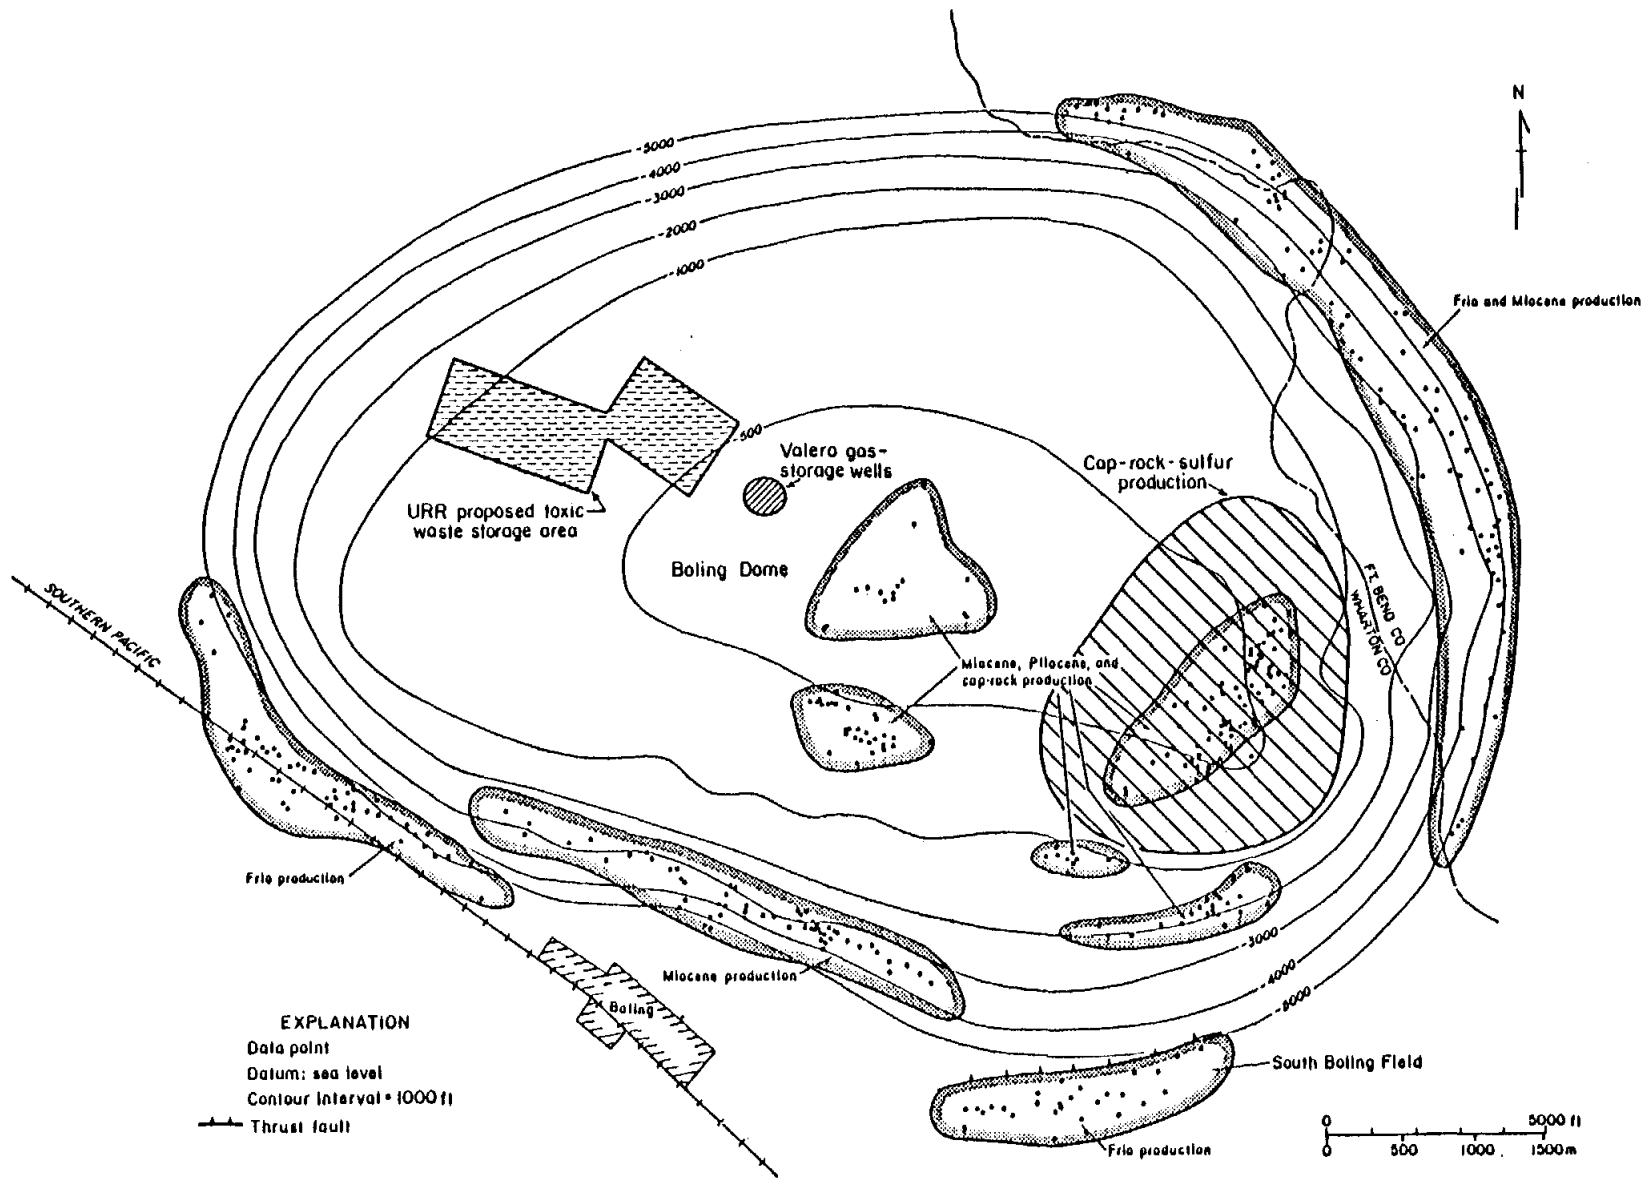 N
-5000
-4000
-3000
-2000
-1000
Frio and Miocene production
-500
Valero gas-
storage wells
Cap-rock-sulfur
production
URR proposed toxic
waste storage area
Boling Dome
FT. BEND CO
WHARTON CO
SOUTHERN PACIFIC
Miocene, Pliocene, and
cap-rock production
Frio production
-3000
-4000
-5000
Miocene production
Boling
EXPLANATION
Data point
Datum: sea level
Contour interval = 1000 ft
Thrust fault
South Boling Field
Frio production
0 5000 ft
0 500 1000 1500m